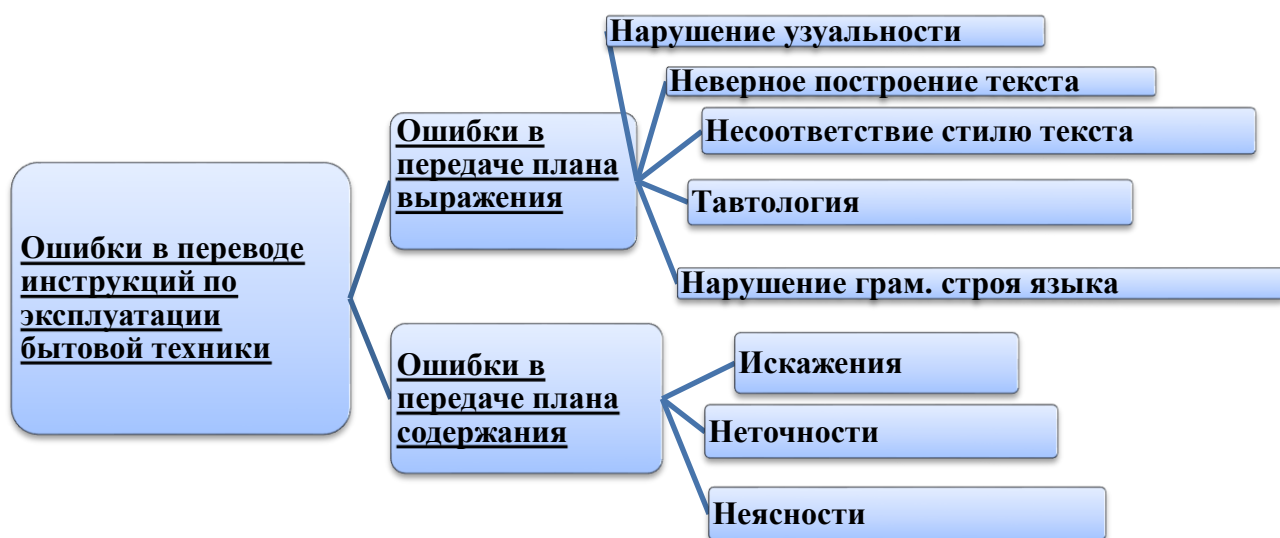 Ошибки в переводе
инструкций по
эксплуатации
бытовой техники
Ошибки в
передаче плана
выражения
Нарушение узуальности
Неверное построение текста
Несоответствие стилю текста
Тавтология
Нарушение грам. строя языка
Ошибки в
передаче плана
содержания
Искажения
Неточности
Неясности